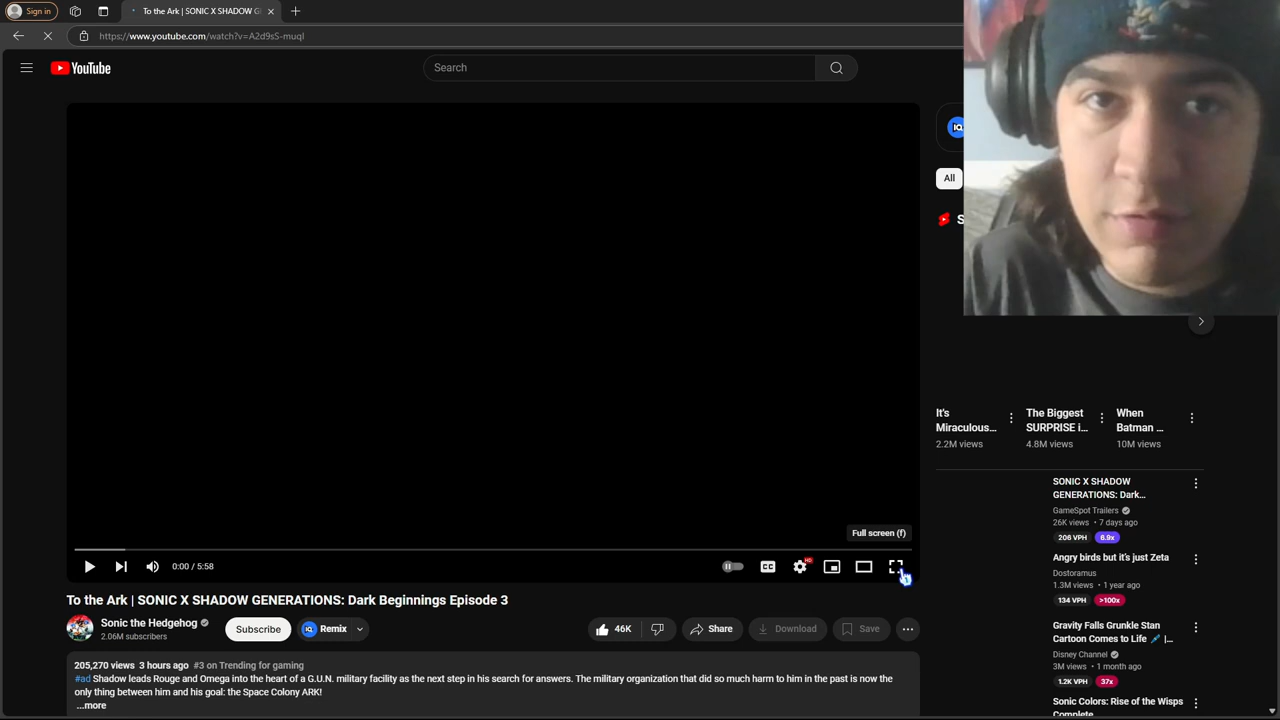 Sign in
To the Ark | SONIC X SHADOW GE
https://www.youtube.com/watch?v=A2d9sS-muqI
YouTube
Search
iQ
All
S
Full screen (f)
0:00 / 5:58
CC
HD
To the Ark | SONIC X SHADOW GENERATIONS: Dark Beginnings Episode 3
Sonic the Hedgehog
2.06M subscribers
Subscribe
iQ Remix
46K
Share
Download
Save
205,270 views 3 hours ago #3 on Trending for gaming
#ad Shadow leads Rouge and Omega into the heart of a G.U.N. military facility as the next step in his search for answers. The military organization that did so much harm to him in the past is now the
only thing between him and his goal: the Space Colony ARK!
...more
It's
Miraculous...
2.2M views
The Biggest
SURPRISE i...
4.8M views
When
Batman ...
10M views
SONIC X SHADOW
GENERATIONS: Dark...
GameSpot Trailers
26K views • 7 days ago
206 VPH 6.9x
Angry birds but it's just Zeta
Dostoramus
1.3M views • 1 year ago
134 VPH >100x
Gravity Falls Grunkle Stan
Cartoon Comes to Life 🖊️ |...
Disney Channel
3M views • 1 month ago
1.2K VPH 37x
Sonic Colors: Rise of the Wisps
Complete